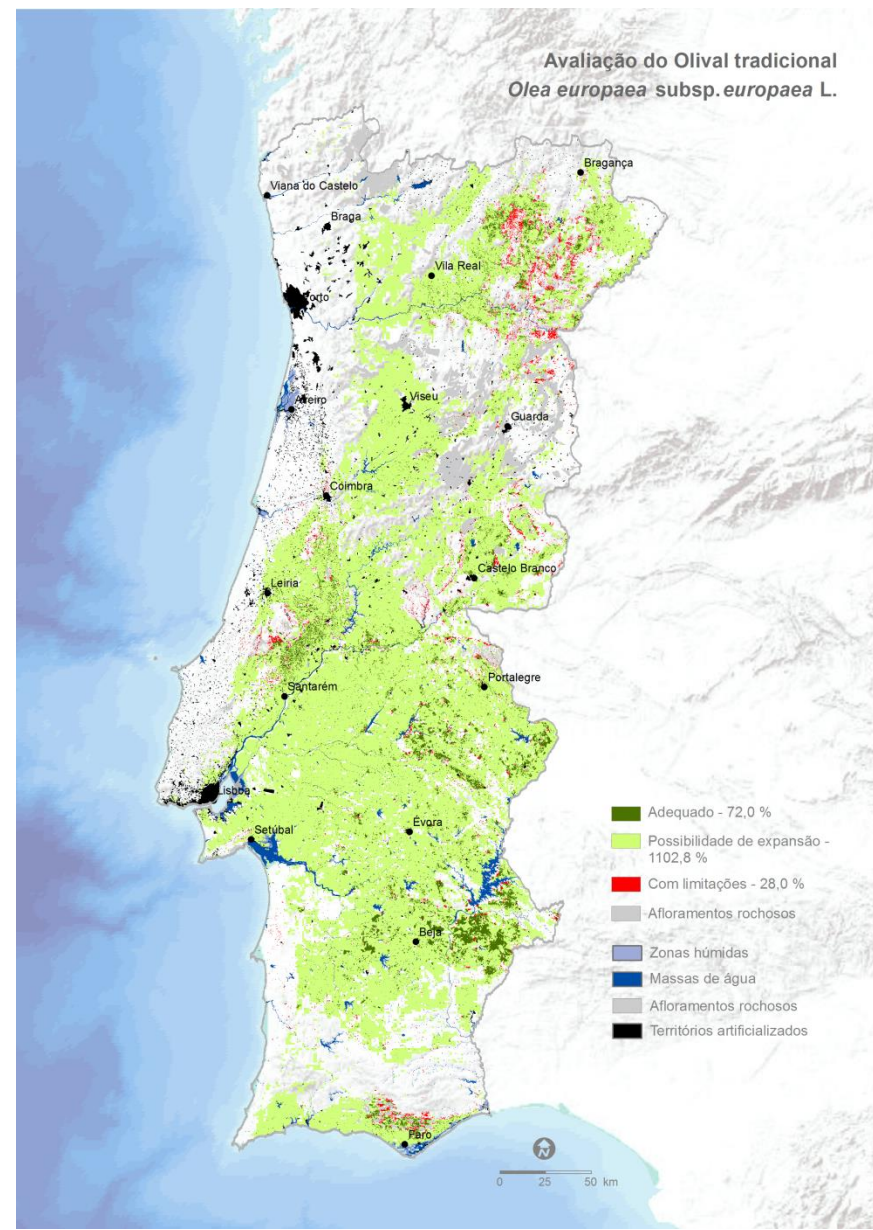 Avaliação do Olival tradicional
Olea europaea subsp. europaea L.
Bragança
Viana do Castelo
Braga
Vila Real
Porto
Aveiro
Viseu
Guarda
Coimbra
Castelo Branco
Leiria
Portalegre
Santarém
Lisboa
Évora
Setúbal
Beja
Faro
Adequado - 72,0 %
Possibilidade de expansão -
1102,8 %
Com limitações - 28,0 %
Afloramentos rochosos
Zonas húmidas
Massas de água
Afloramentos rochosos
Territórios artificializados
N
0 25 50 km